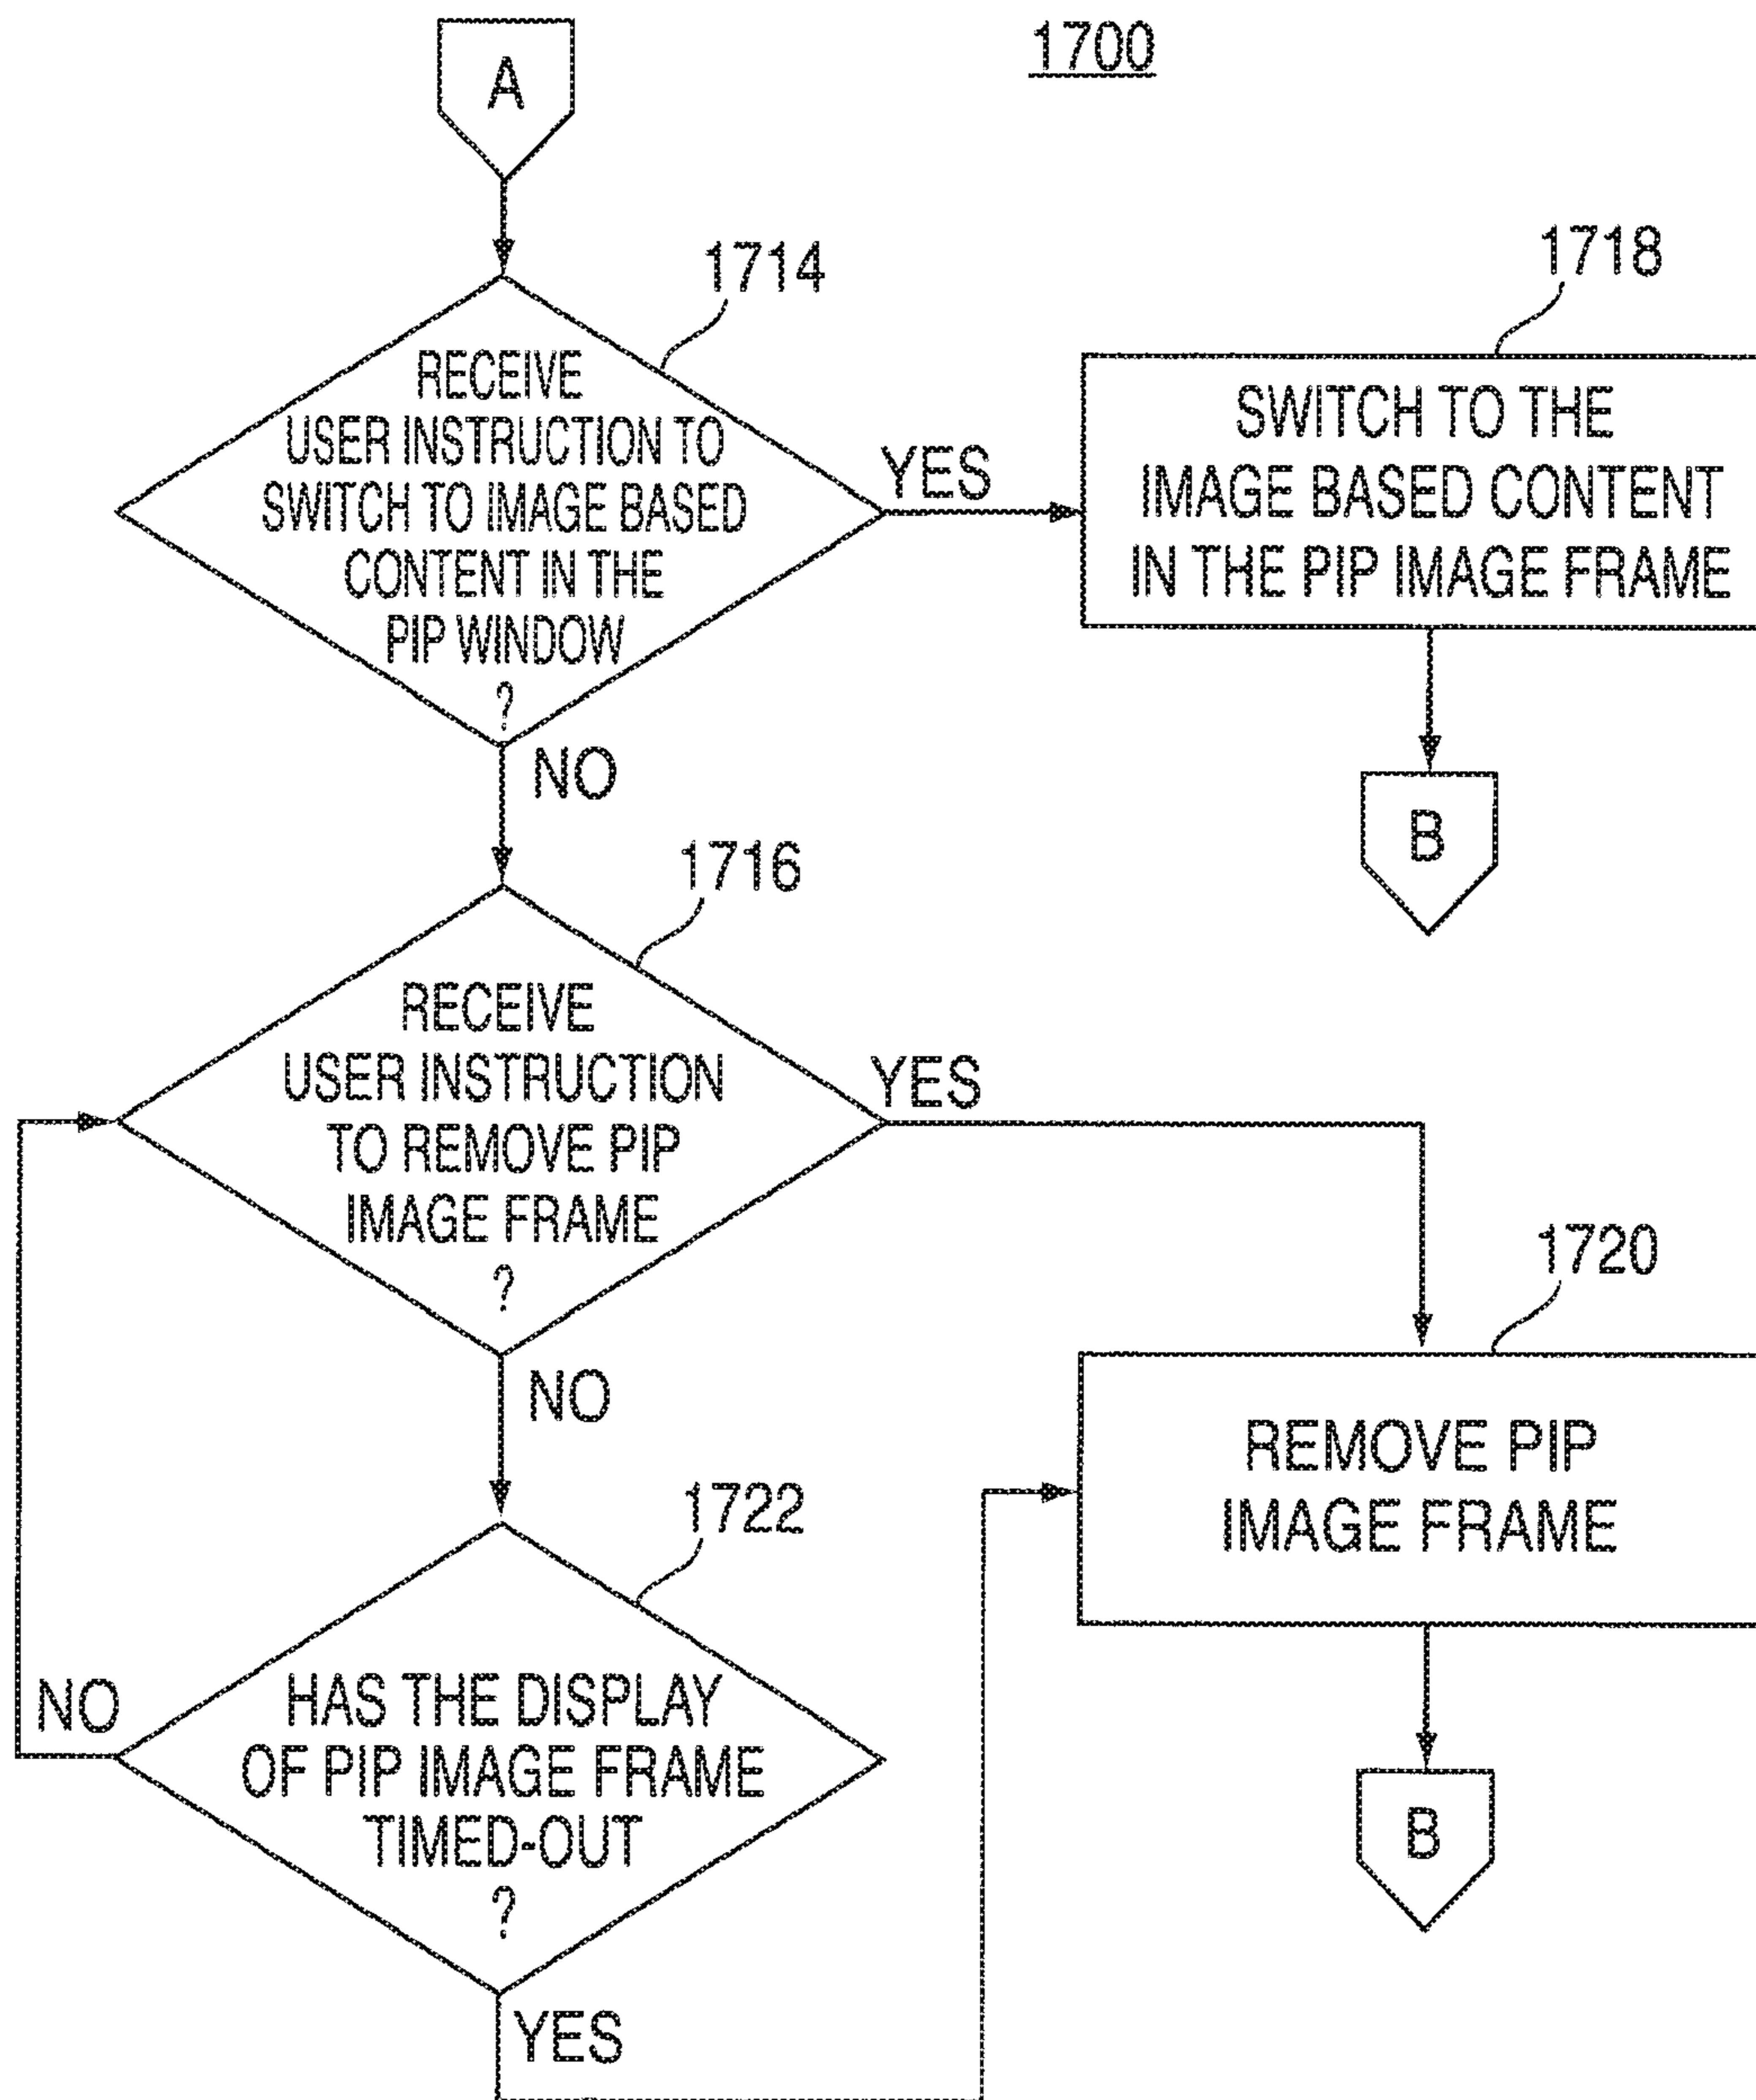 1700
A
1714
RECEIVE
USER INSTRUCTION TO
SWITCH TO IMAGE BASED
CONTENT IN THE
PIP WINDOW
?
YES
NO
1718
SWITCH TO THE
IMAGE BASED CONTENT
IN THE PIP IMAGE FRAME
B
1716
RECEIVE
USER INSTRUCTION
TO REMOVE PIP
IMAGE FRAME
?
YES
NO
1720
REMOVE PIP
IMAGE FRAME
B
1722
HAS THE DISPLAY
OF PIP IMAGE FRAME
TIMED-OUT
?
NO
YES